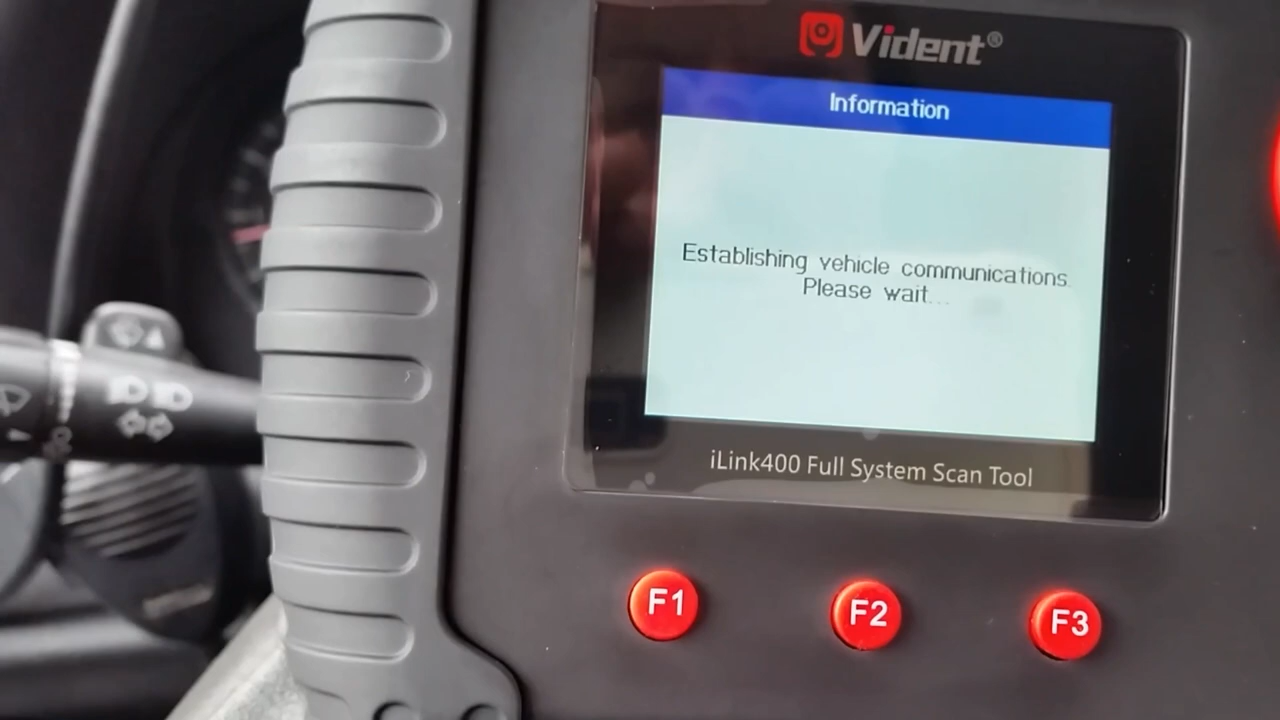 Vident®
Information
Establishing vehicle communications.
Please wait...
iLink400 Full System Scan Tool
F1
F2
F3